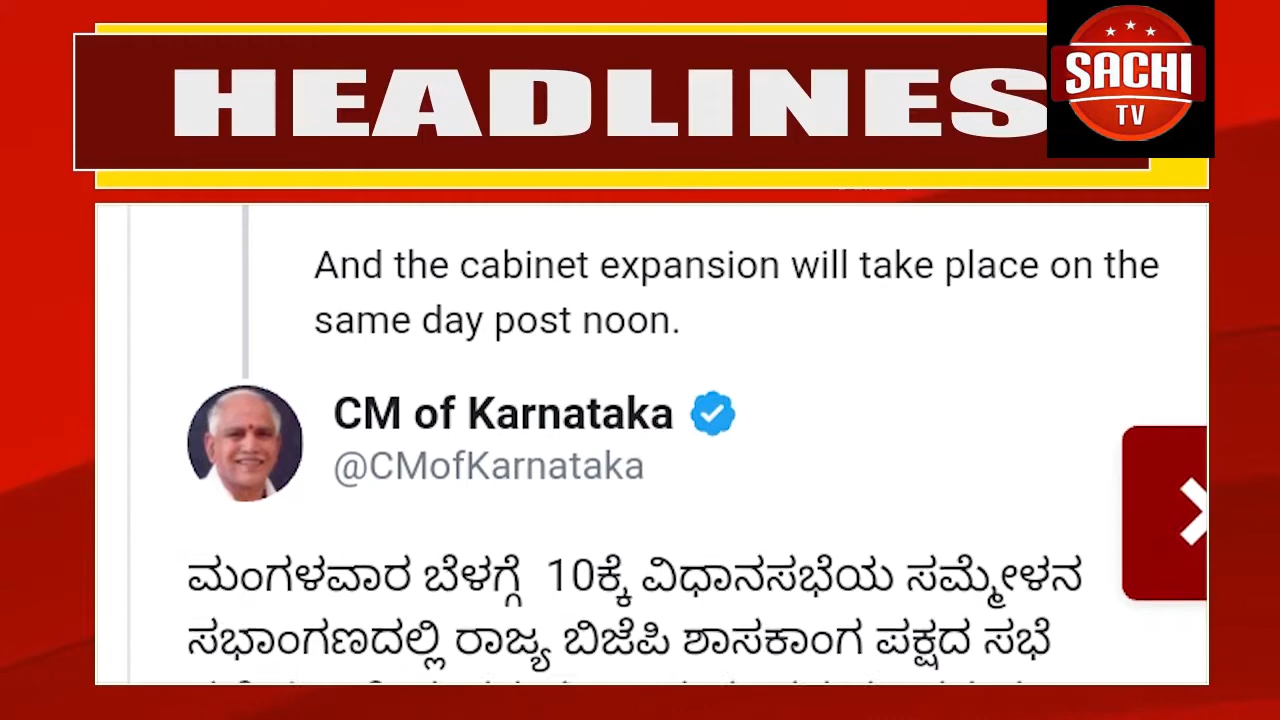 HEADLINES
SACHI
TV
And the cabinet expansion will take place on the
same day post noon.
CM of Karnataka
@CMofKarnataka
ಮಂಗಳವಾರ ಬೆಳಗ್ಗೆ 10ಕ್ಕೆ ವಿಧಾನಸಭೆಯ ಸಮ್ಮೇಳನ
ಸಭಾಂಗಣದಲ್ಲಿ ರಾಜ್ಯ ಬಿಜೆಪಿ ಶಾಸಕಾಂಗ ಪಕ್ಷದ ಸಭೆ